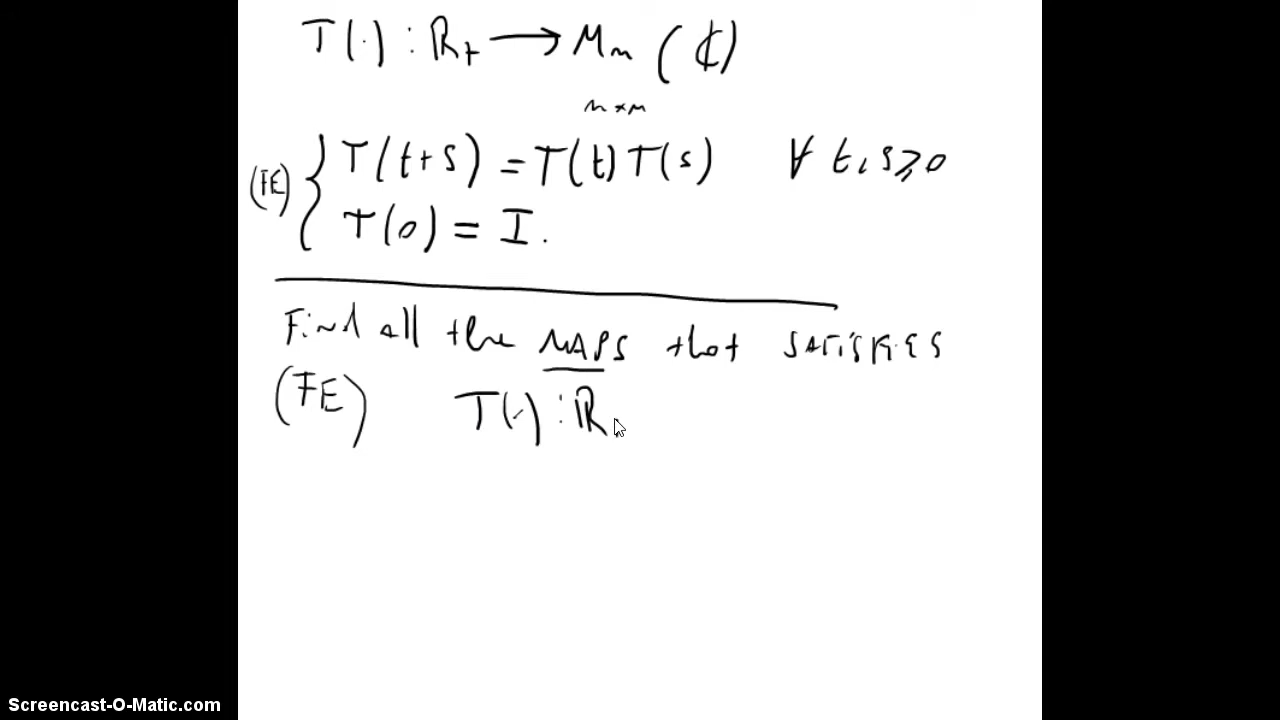 T(·) : ℝ₊ ⟶ Mₙ (ℂ)
n×n
(FE) { T(t+s) = T(t) T(s) ∀ t, s ≥ 0
T(0) = I.
Find all the MAPS that SATISFIES
(FE) T(·) : ℝ
Screencast-O-Matic.com